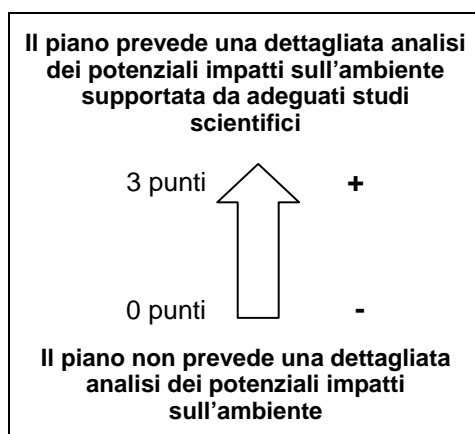 Il piano prevede una dettagliata analisi
dei potenziali impatti sull’ambiente
supportata da adeguati studi
scientifici
3 punti +
0 punti -
Il piano non prevede una dettagliata
analisi dei potenziali impatti
sull’ambiente